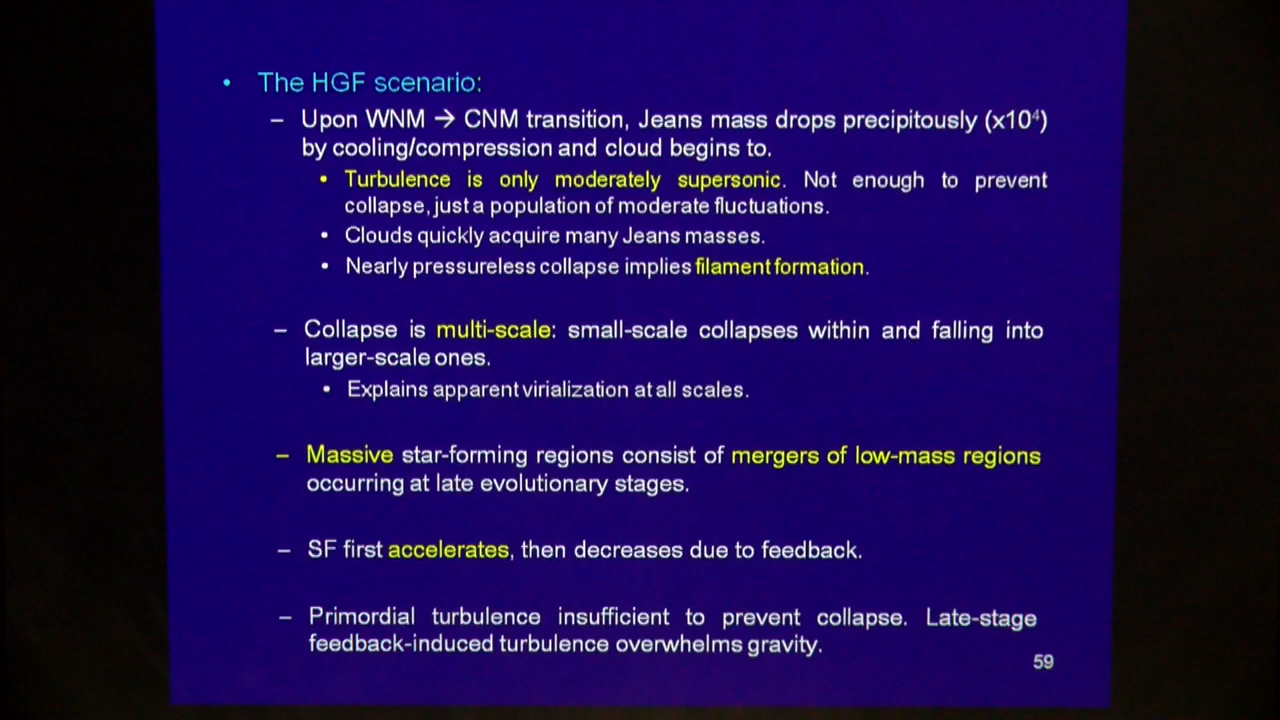 • The HGF scenario:
– Upon WNM → CNM transition, Jeans mass drops precipitously (x10⁴)
by cooling/compression and cloud begins to.
• Turbulence is only moderately supersonic. Not enough to prevent
collapse, just a population of moderate fluctuations.
• Clouds quickly acquire many Jeans masses.
• Nearly pressureless collapse implies filament formation.
– Collapse is multi-scale: small-scale collapses within and falling into
larger-scale ones.
• Explains apparent virialization at all scales.
– Massive star-forming regions consist of mergers of low-mass regions
occurring at late evolutionary stages.
– SF first accelerates, then decreases due to feedback.
– Primordial turbulence insufficient to prevent collapse. Late-stage
feedback-induced turbulence overwhelms gravity.
59